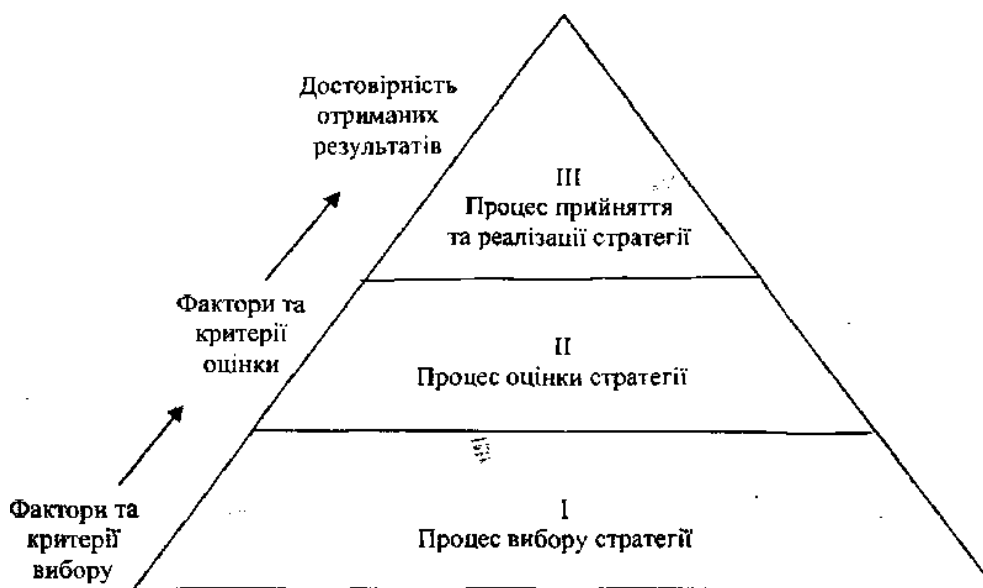 Достовірність
отриманих
результатів
III
Процес прийняття
та реалізації стратегії
Фактори та
критерії
оцінки
II
Процес оцінки стратегії
Фактори та
критерії
вибору
I
Процес вибору стратегії